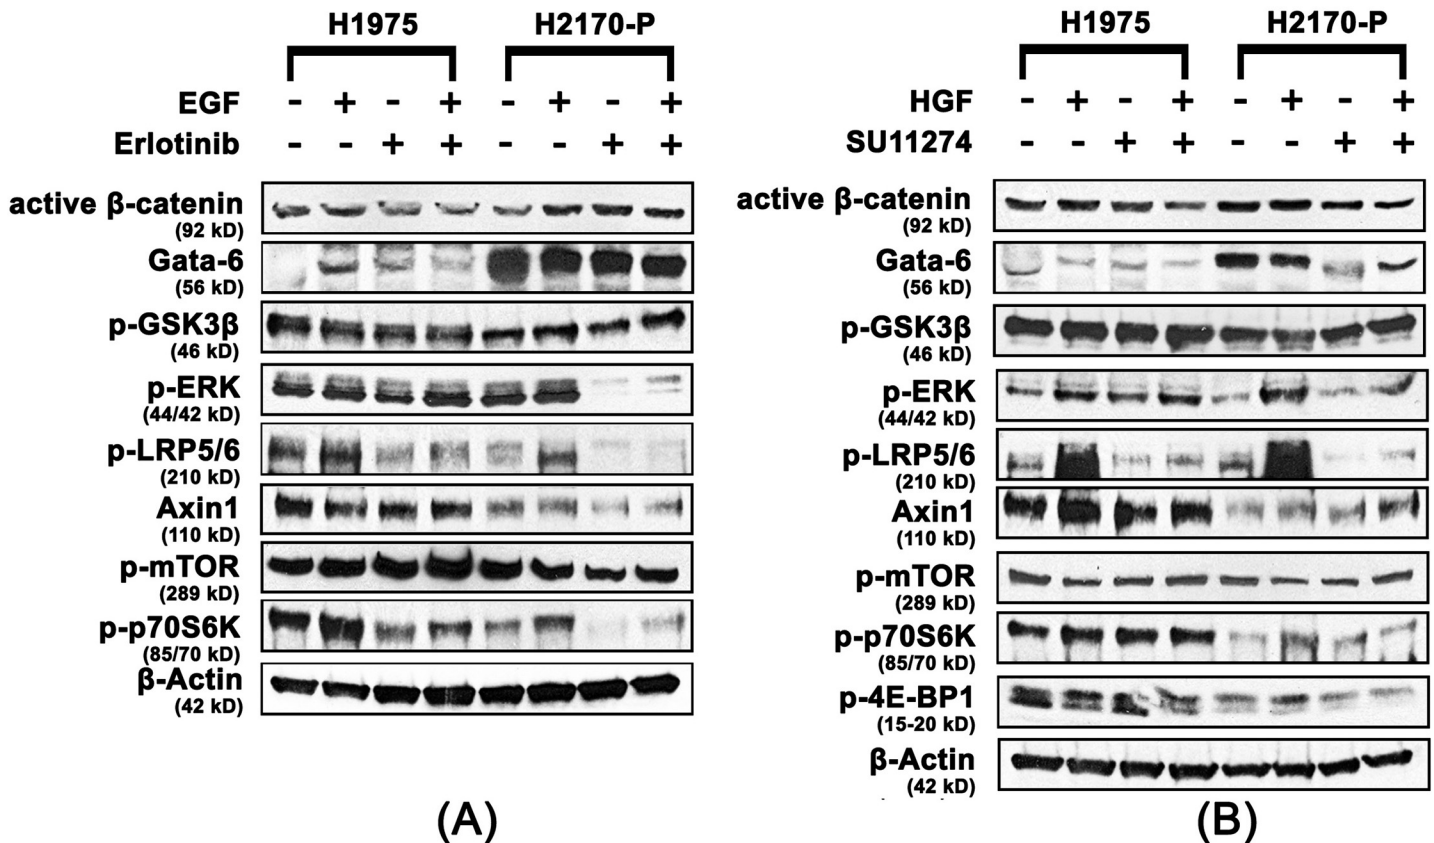 H1975 H2170-P
EGF - + - + - + - +
Erlotinib - - + + - - + +
active β-catenin
(92 kD)
Gata-6
(56 kD)
p-GSK3β
(46 kD)
p-ERK
(44/42 kD)
p-LRP5/6
(210 kD)
Axin1
(110 kD)
p-mTOR
(289 kD)
p-p70S6K
(85/70 kD)
β-Actin
(42 kD)
(A)
H1975 H2170-P
HGF - + - + - + - +
SU11274 - - + + - - + +
active β-catenin
(92 kD)
Gata-6
(56 kD)
p-GSK3β
(46 kD)
p-ERK
(44/42 kD)
p-LRP5/6
(210 kD)
Axin1
(110 kD)
p-mTOR
(289 kD)
p-p70S6K
(85/70 kD)
p-4E-BP1
(15-20 kD)
β-Actin
(42 kD)
(B)